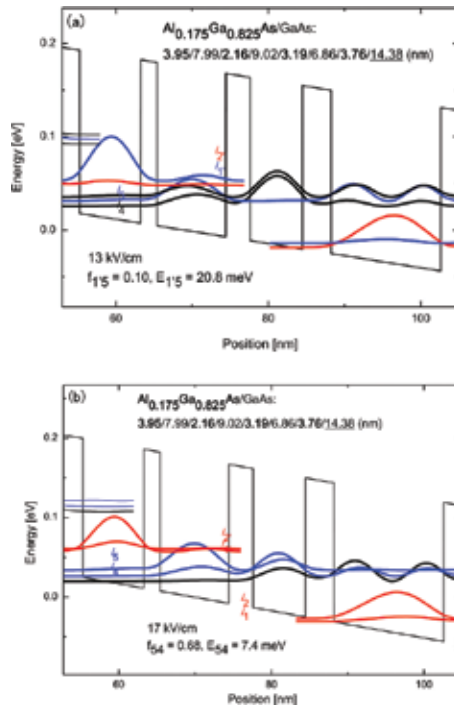 (a)
Al0.175Ga0.825As/GaAs:
3.95/7.99/2.16/9.02/3.19/6.86/3.76/14.38 (nm)
0.2
0.1
0.0
Energy [eV]
13 kV/cm
f1'5 = 0.10, E1'5 = 20.8 meV
60
80
100
Position [nm]
(b)
Al0.175Ga0.825As/GaAs:
3.95/7.99/2.16/9.02/3.19/6.86/3.76/14.38 (nm)
0.2
0.1
0.0
Energy [eV]
17 kV/cm
f54 = 0.68, E54 = 7.4 meV
60
80
100
Position [nm]